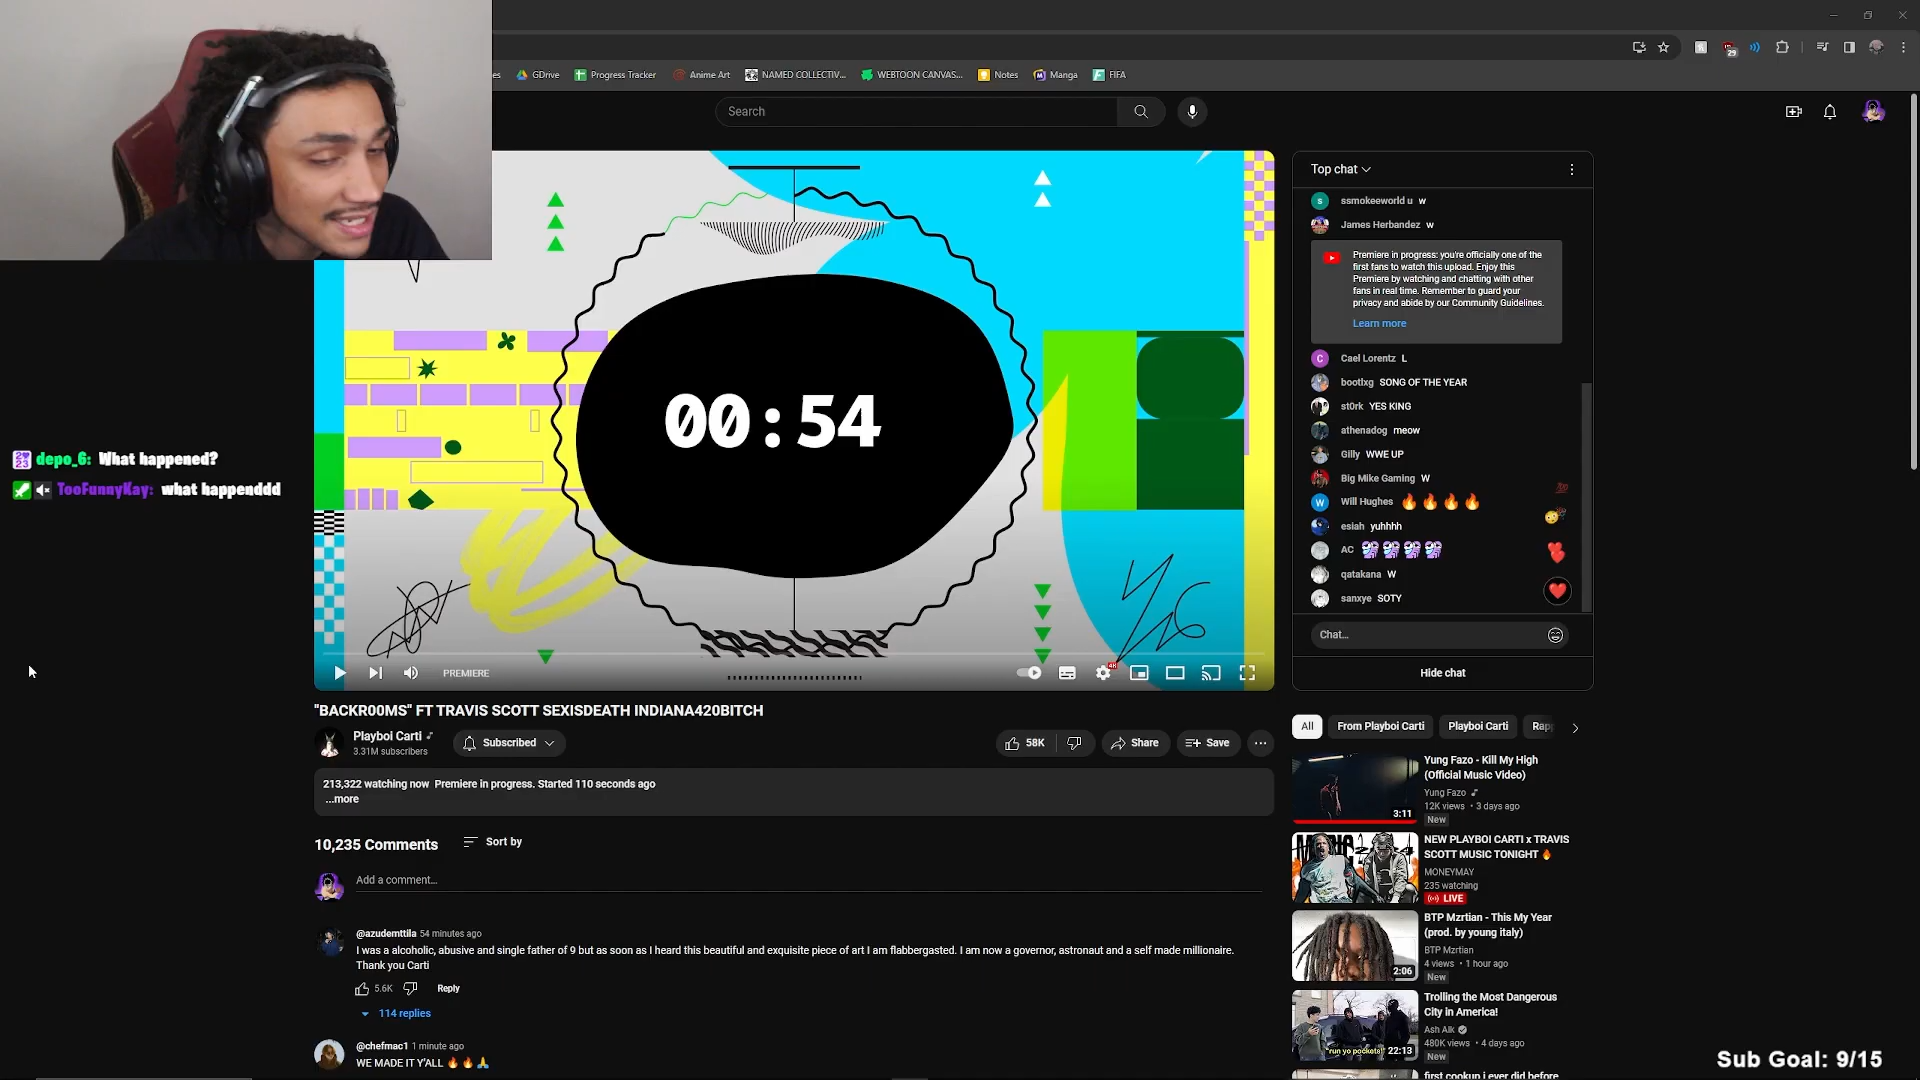 es GDrive Progress Tracker Anime Art NAMED COLLECTIV... WEBTOON CANVAS... Notes Manga FIFA
29
Search
00:54
PREMIERE
4K
depo_6: What happened?
TooFunnyKay: what happenddd
"BACKR00MS" FT TRAVIS SCOTT SEXISDEATH INDIANA420BITCH
Playboi Carti
3.31M subscribers
Subscribed
58K Share Save
213,322 watching now Premiere in progress. Started 110 seconds ago
...more
10,235 Comments Sort by
Add a comment...
@azudemttila 54 minutes ago
I was a alcoholic, abusive and single father of 9 but as soon as I heard this beautiful and exquisite piece of art I am flabbergasted. I am now a governor, astronaut and a self made millionaire.
Thank you Carti
5.6K Reply
114 replies
@chefmac1 1 minute ago
WE MADE IT Y'ALL 🔥🔥🙏
Top chat
S ssmokeeworld u w
James Herbandez w
Premiere in progress: you're officially one of the
first fans to watch this upload. Enjoy this
Premiere by watching and chatting with other
fans in real time. Remember to guard your
privacy and abide by our Community Guidelines.
Learn more
C Cael Lorentz L
bootlxg SONG OF THE YEAR
st0rk YES KING
athenadog meow
Gilly WWE UP
Big Mike Gaming W
W Will Hughes 🔥🔥🔥🔥
esiah yuhhhh
AC
qatakana W
sanxye SOTY
Chat...
Hide chat
All From Playboi Carti Playboi Carti Rap
Yung Fazo - Kill My High
(Official Music Video)
Yung Fazo
12K views • 3 days ago
New
3:11
NEW PLAYBOI CARTI x TRAVIS
SCOTT MUSIC TONIGHT 🔥
MONEYMAY
235 watching
LIVE
BTP Mzrtian - This My Year
(prod. by young italy)
BTP Mzrtian
4 views • 1 hour ago
New
2:06
Trolling the Most Dangerous
City in America!
Ash Alk
480K views • 4 days ago
New
"run yo pockets!" 22:13
first cookup i ever did before
Sub Goal: 9/15